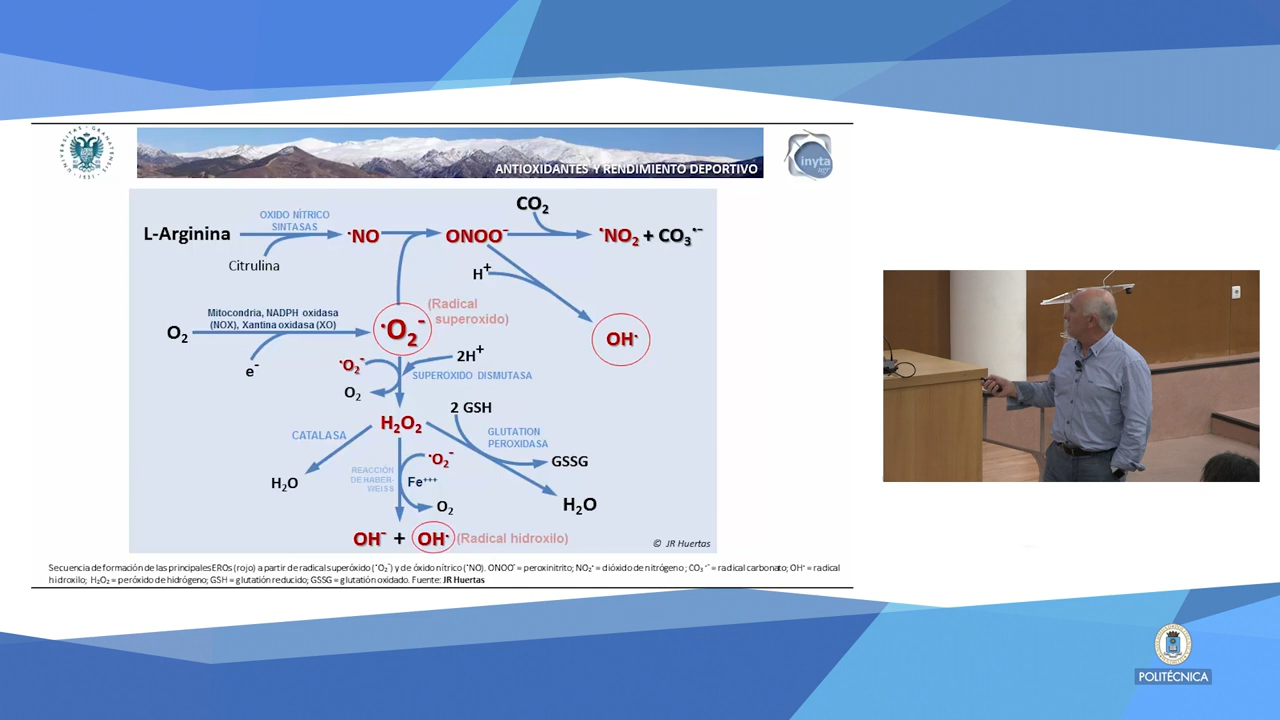 UNIVERSITAS GRANATENSIS
1531
ANTIOXIDANTES Y RENDIMIENTO DEPORTIVO
inyta
CO₂
OXIDO NÍTRICO
SINTASAS
L-Arginina
•NO
ONOO⁻
•NO₂ + CO₃•⁻
Citrulina
H⁺
(Radical
superoxido)
Mitocondria, NADPH oxidasa
(NOX), Xantina oxidasa (XO)
O₂
•O₂⁻
OH•
e⁻
•O₂⁻
2H⁺
SUPEROXIDO DISMUTASA
O₂
2 GSH
H₂O₂
CATALASA
GLUTATION
PEROXIDASA
•O₂⁻
GSSG
REACCIÓN
DE HABER-
WEISS
H₂O
Fe⁺⁺⁺
O₂
H₂O
OH⁻ + OH• (Radical hidroxilo)
© JR Huertas
Secuencia de formación de las principales EROs (rojo) a partir de radical superóxido (•O₂⁻) y de óxido nítrico (•NO). ONOO⁻ = peroxinitrito; NO₂• = dióxido de nitrógeno; CO₃•⁻ = radical carbonato; OH• = radical
hidroxilo; H₂O₂ = peróxido de hidrógeno; GSH = glutatión reducido; GSSG = glutatión oxidado. Fuente: JR Huertas
POLITÉCNICA